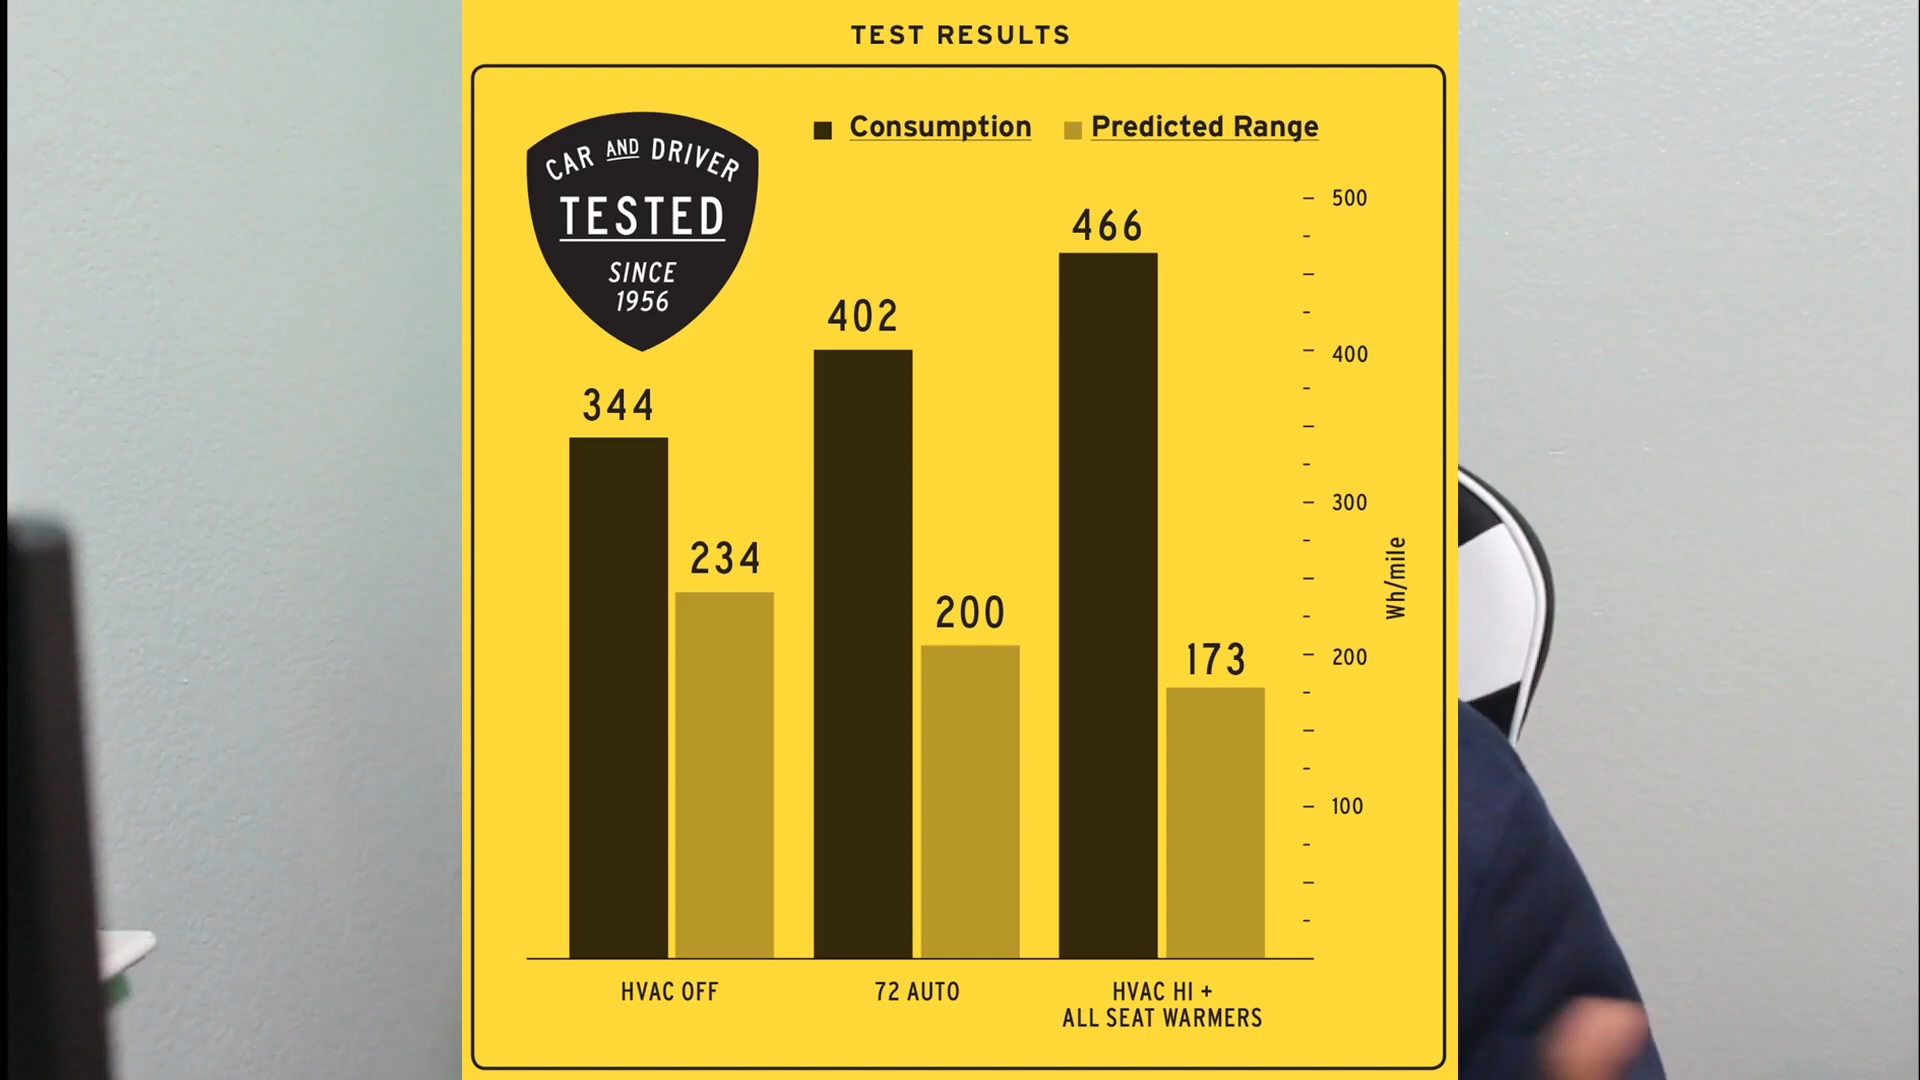 TEST RESULTS
CAR AND DRIVER
TESTED
SINCE
1956
Consumption
Predicted Range
500
400
300
200
100
Wh/mile
344
234
402
200
466
173
HVAC OFF
72 AUTO
HVAC HI +
ALL SEAT WARMERS